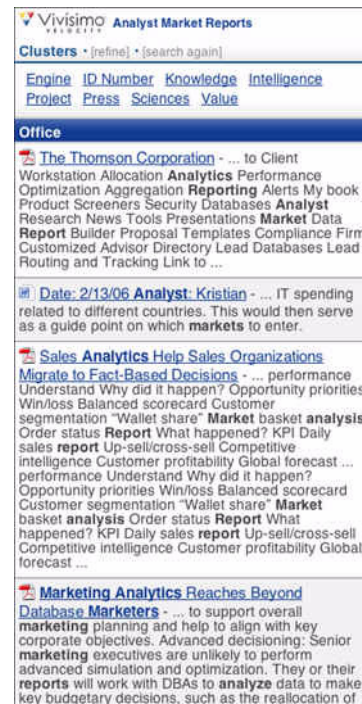 Vivísimo Analyst Market Reports
VELOCITY
Clusters • [refine] • [search again]
Engine ID Number Knowledge Intelligence
Project Press Sciences Value
Office
The Thomson Corporation - ... to Client
Workstation Allocation Analytics Performance
Optimization Aggregation Reporting Alerts My book
Product Screeners Security Databases Analyst
Research News Tools Presentations Market Data
Report Builder Proposal Templates Compliance Firm
Customized Advisor Directory Lead Databases Lead
Routing and Tracking Link to ...
Date: 2/13/06 Analyst: Kristian - ... IT spending
related to different countries. This would then serve
as a guide point on which markets to enter.
Sales Analytics Help Sales Organizations
Migrate to Fact-Based Decisions - ... performance
Understand Why did it happen? Opportunity priorities
Win/loss Balanced scorecard Customer
segmentation “Wallet share” Market basket analysis
Order status Report What happened? KPI Daily
sales report Up-sell/cross-sell Competitive
intelligence Customer profitability Global forecast ...
performance Understand Why did it happen?
Opportunity priorities Win/loss Balanced scorecard
Customer segmentation “Wallet share” Market
basket analysis Order status Report What
happened? KPI Daily sales report Up-sell/cross-sell
Competitive intelligence Customer profitability Global
forecast ...
Marketing Analytics Reaches Beyond
Database Marketers - ... to support overall
marketing planning and help to align with key
corporate objectives. Advanced decisioning: Senior
marketing executives are unlikely to perform
advanced simulation and optimization. They or their
reports will work with DBAs to analyze data to make
key budgetary decisions, such as the reallocation of